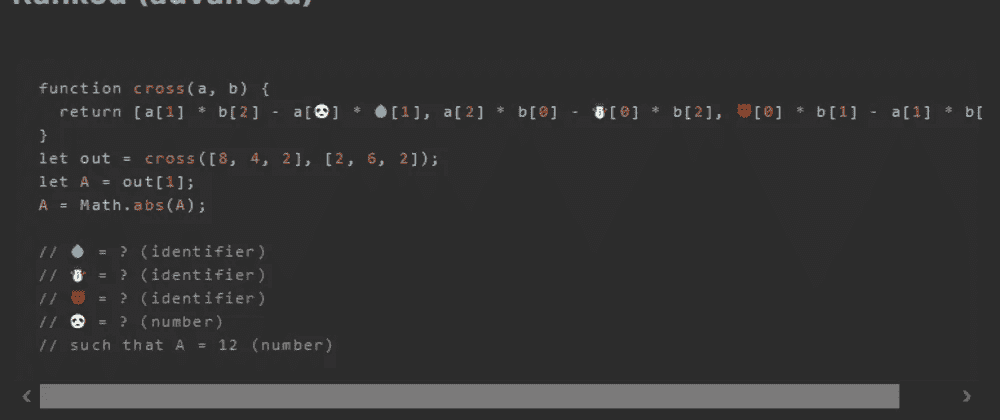 Ranked (advanced)
function cross(a, b) {
return [a[1] * b[2] - a[🐼] * 💧[1], a[2] * b[0] - ⛄[0] * b[2], 🐻[0] * b[1] - a[1] * b[
}
let out = cross([8, 4, 2], [2, 6, 2]);
let A = out[1];
A = Math.abs(A);
// 💧 = ? (identifier)
// ⛄ = ? (identifier)
// 🐻 = ? (identifier)
// 🐼 = ? (number)
// such that A = 12 (number)